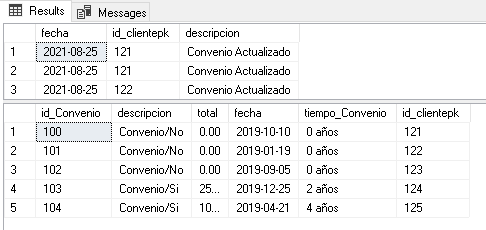 Results Messages
fecha id_clientepk descripcion
1 2021-08-25 121 Convenio Actualizado
2 2021-08-25 121 Convenio Actualizado
3 2021-08-25 122 Convenio Actualizado
id_Convenio descripcion total fecha tiempo_Convenio id_clientepk
1 100 Convenio/No 0.00 2019-10-10 0 años 121
2 101 Convenio/No 0.00 2019-01-19 0 años 122
3 102 Convenio/No 0.00 2019-09-05 0 años 123
4 103 Convenio/Si 25... 2019-12-25 2 años 124
5 104 Convenio/Si 10... 2019-04-21 4 años 125